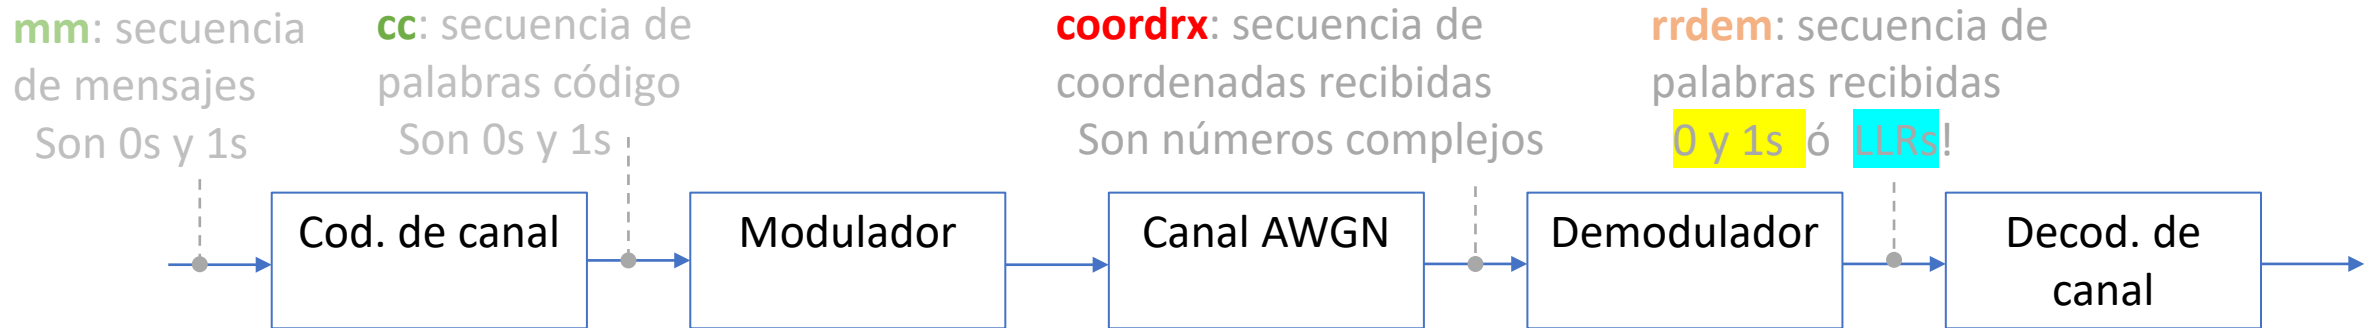 mm: secuencia
de mensajes
Son 0s y 1s
cc: secuencia de
palabras código
Son 0s y 1s
coordrx: secuencia de
coordenadas recibidas
Son números complejos
rrdem: secuencia de
palabras recibidas
0 y 1s ó LLRs!
Cod. de canal
Modulador
Canal AWGN
Demodulador
Decod. de
canal